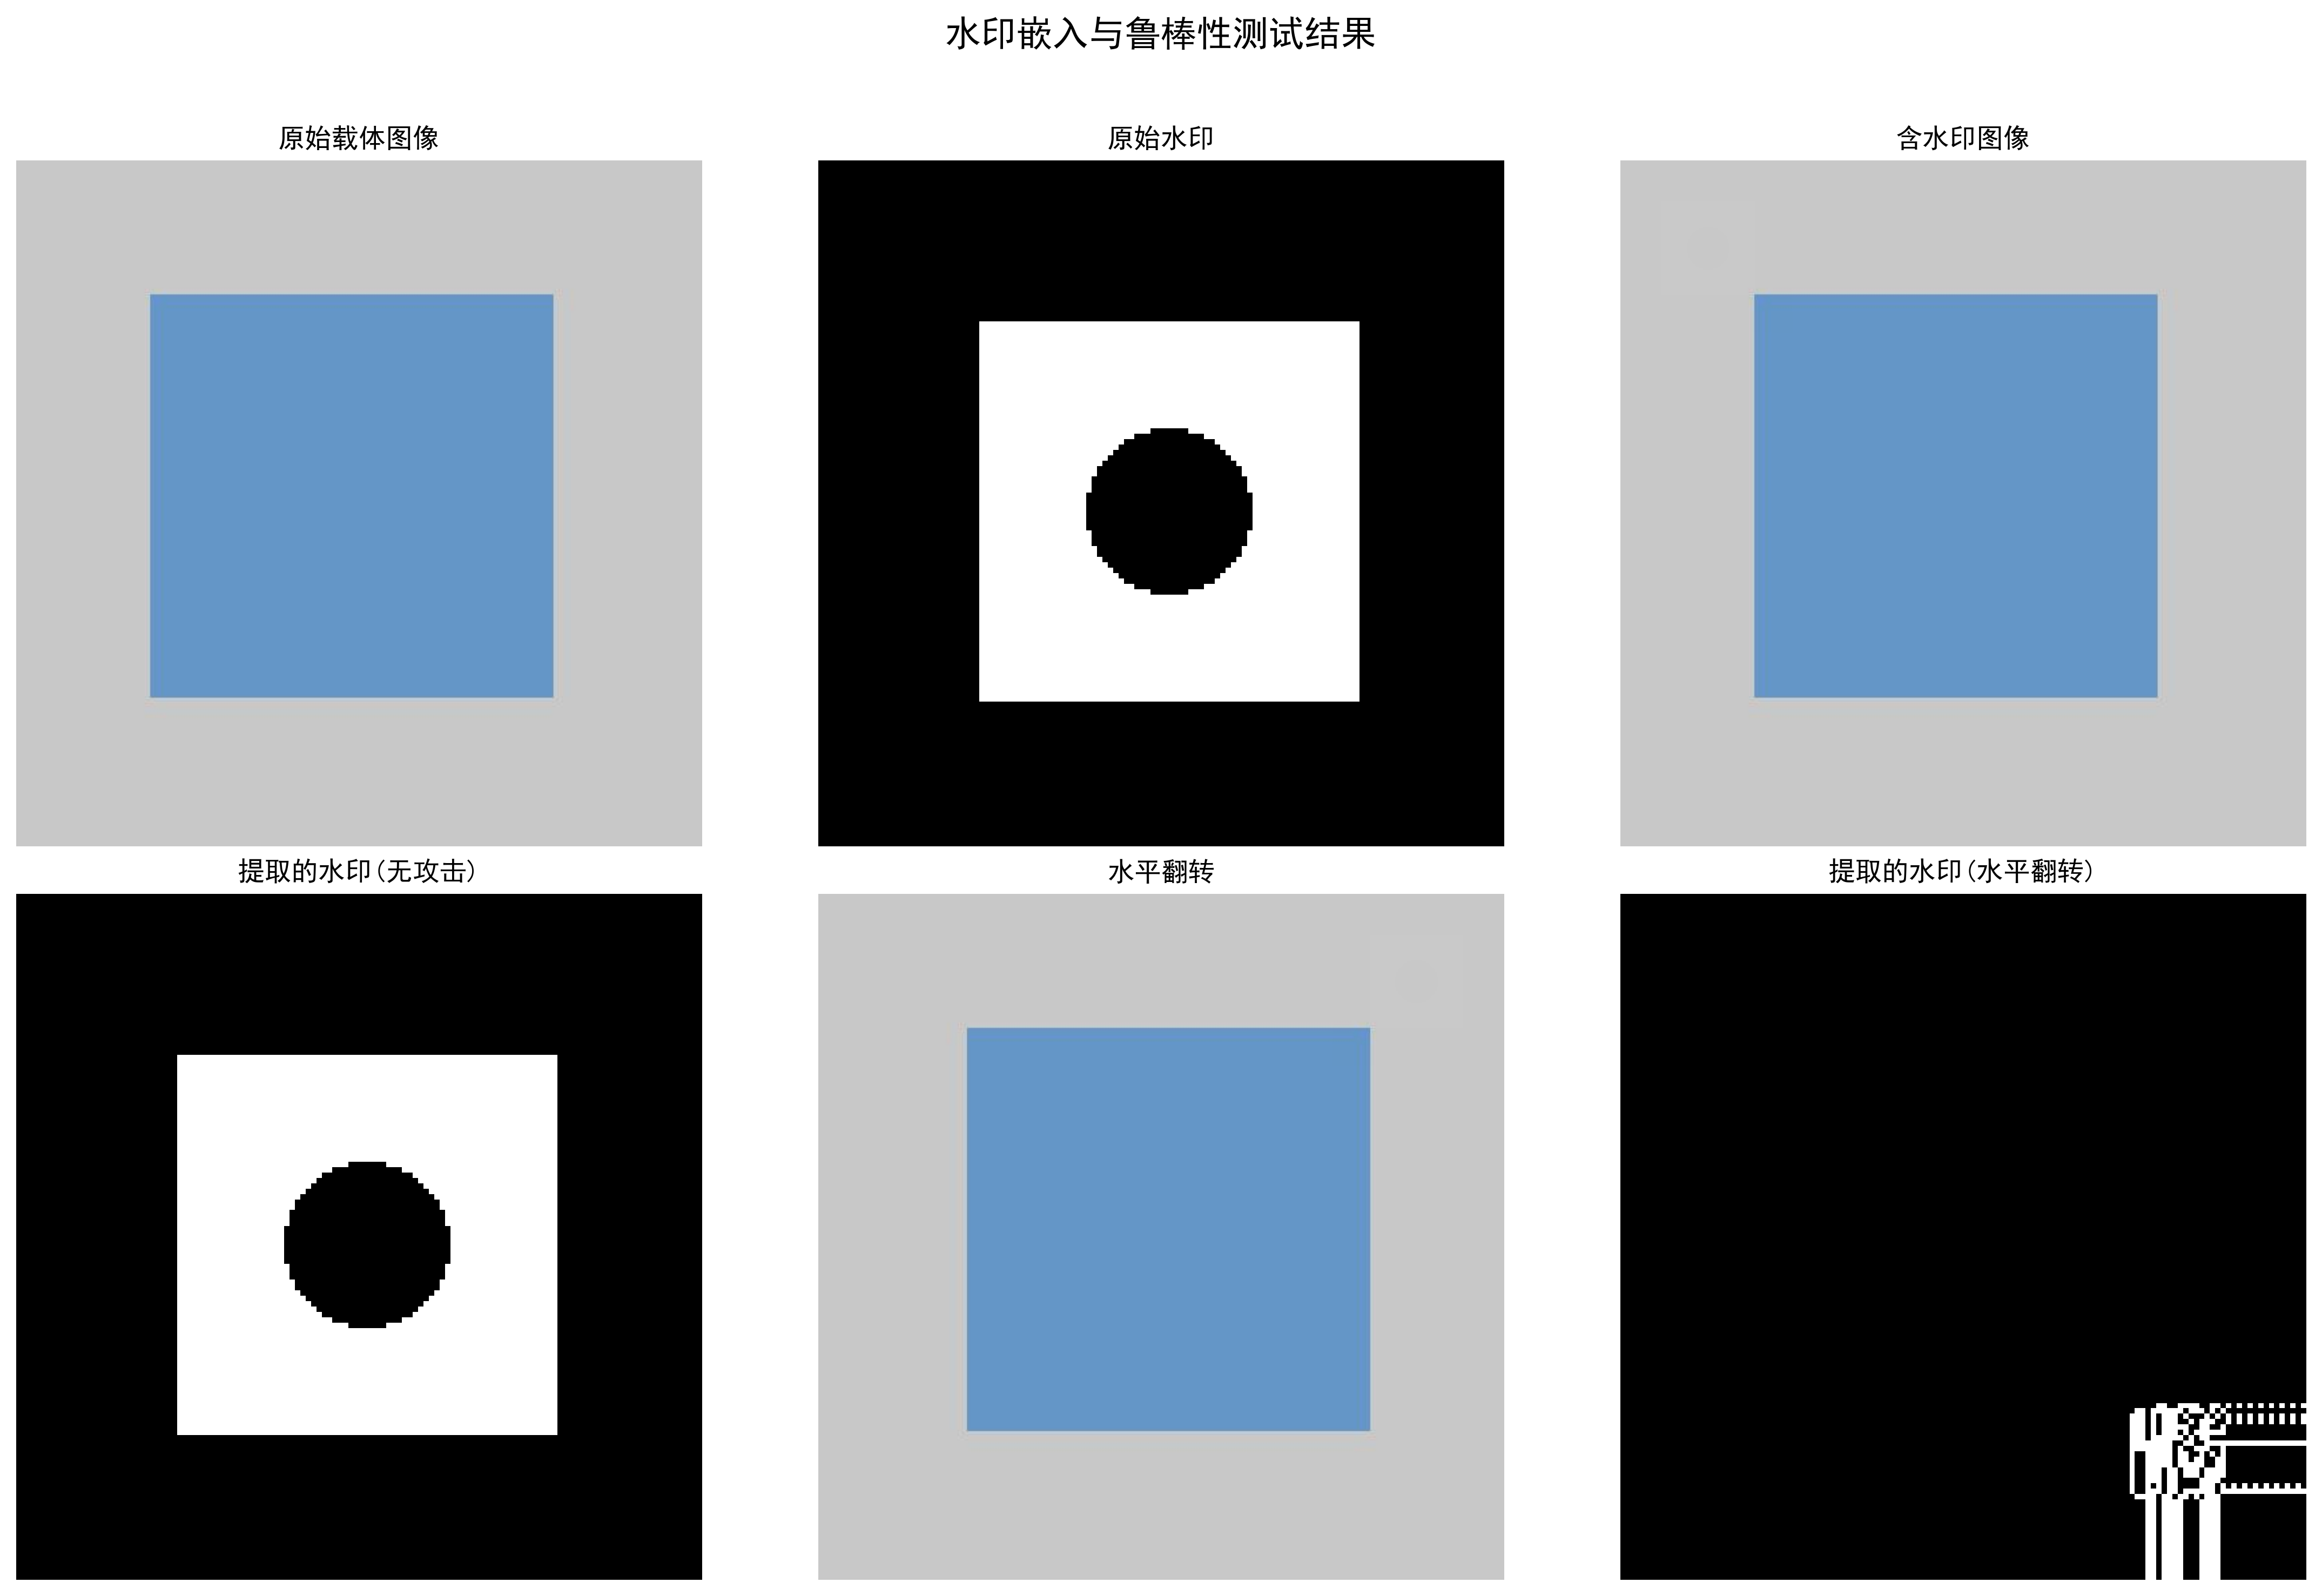 水印嵌入与鲁棒性测试结果
原始载体图像
原始水印
含水印图像
提取的水印(无攻击)
水平翻转
提取的水印(水平翻转)